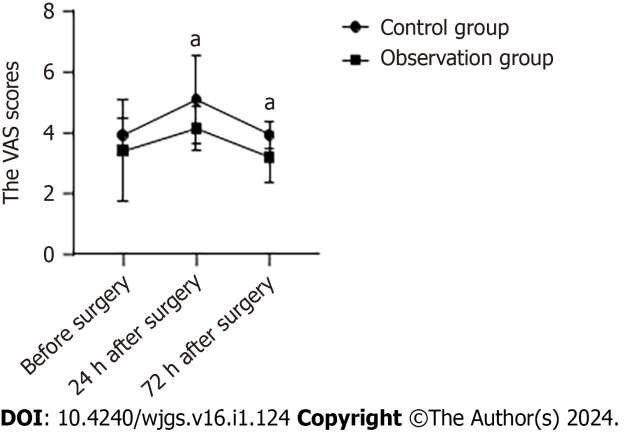 8
6
4
2
0
The VAS scores
a
a
Before surgery
24 h after surgery
72 h after surgery
Control group
Observation group
DOI: 10.4240/wjgs.v16.i1.124 Copyright ©The Author(s) 2024.